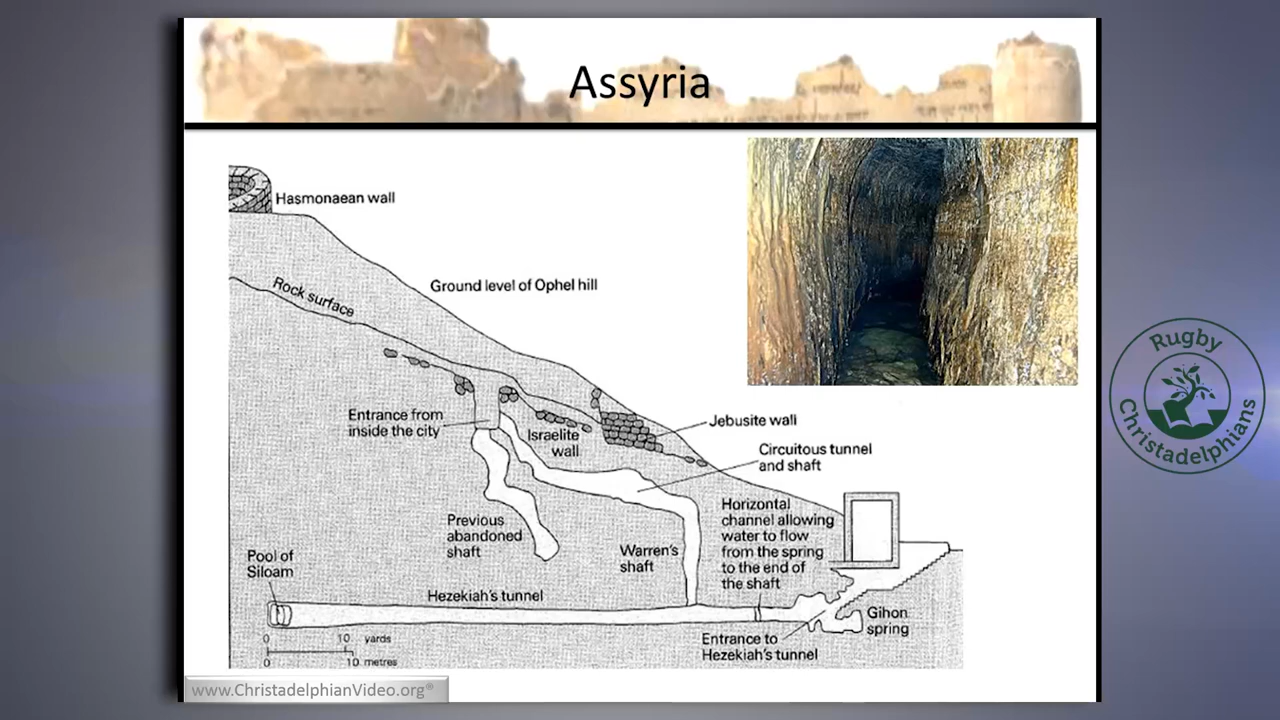 Assyria
Hasmonaean wall
Ground level of Ophel hill
Rock surface
Entrance from
inside the city
Israelite
wall
Jebusite wall
Circuitous tunnel
and shaft
Previous
abandoned
shaft
Warren's
shaft
Horizontal
channel allowing
water to flow
from the spring
to the end of
the shaft
Pool of
Siloam
Hezekiah's tunnel
Gihon
spring
Entrance to
Hezekiah's tunnel
0 10 yards
0 10 metres
www.ChristadelphianVideo.org®
Rugby
Christadelphians